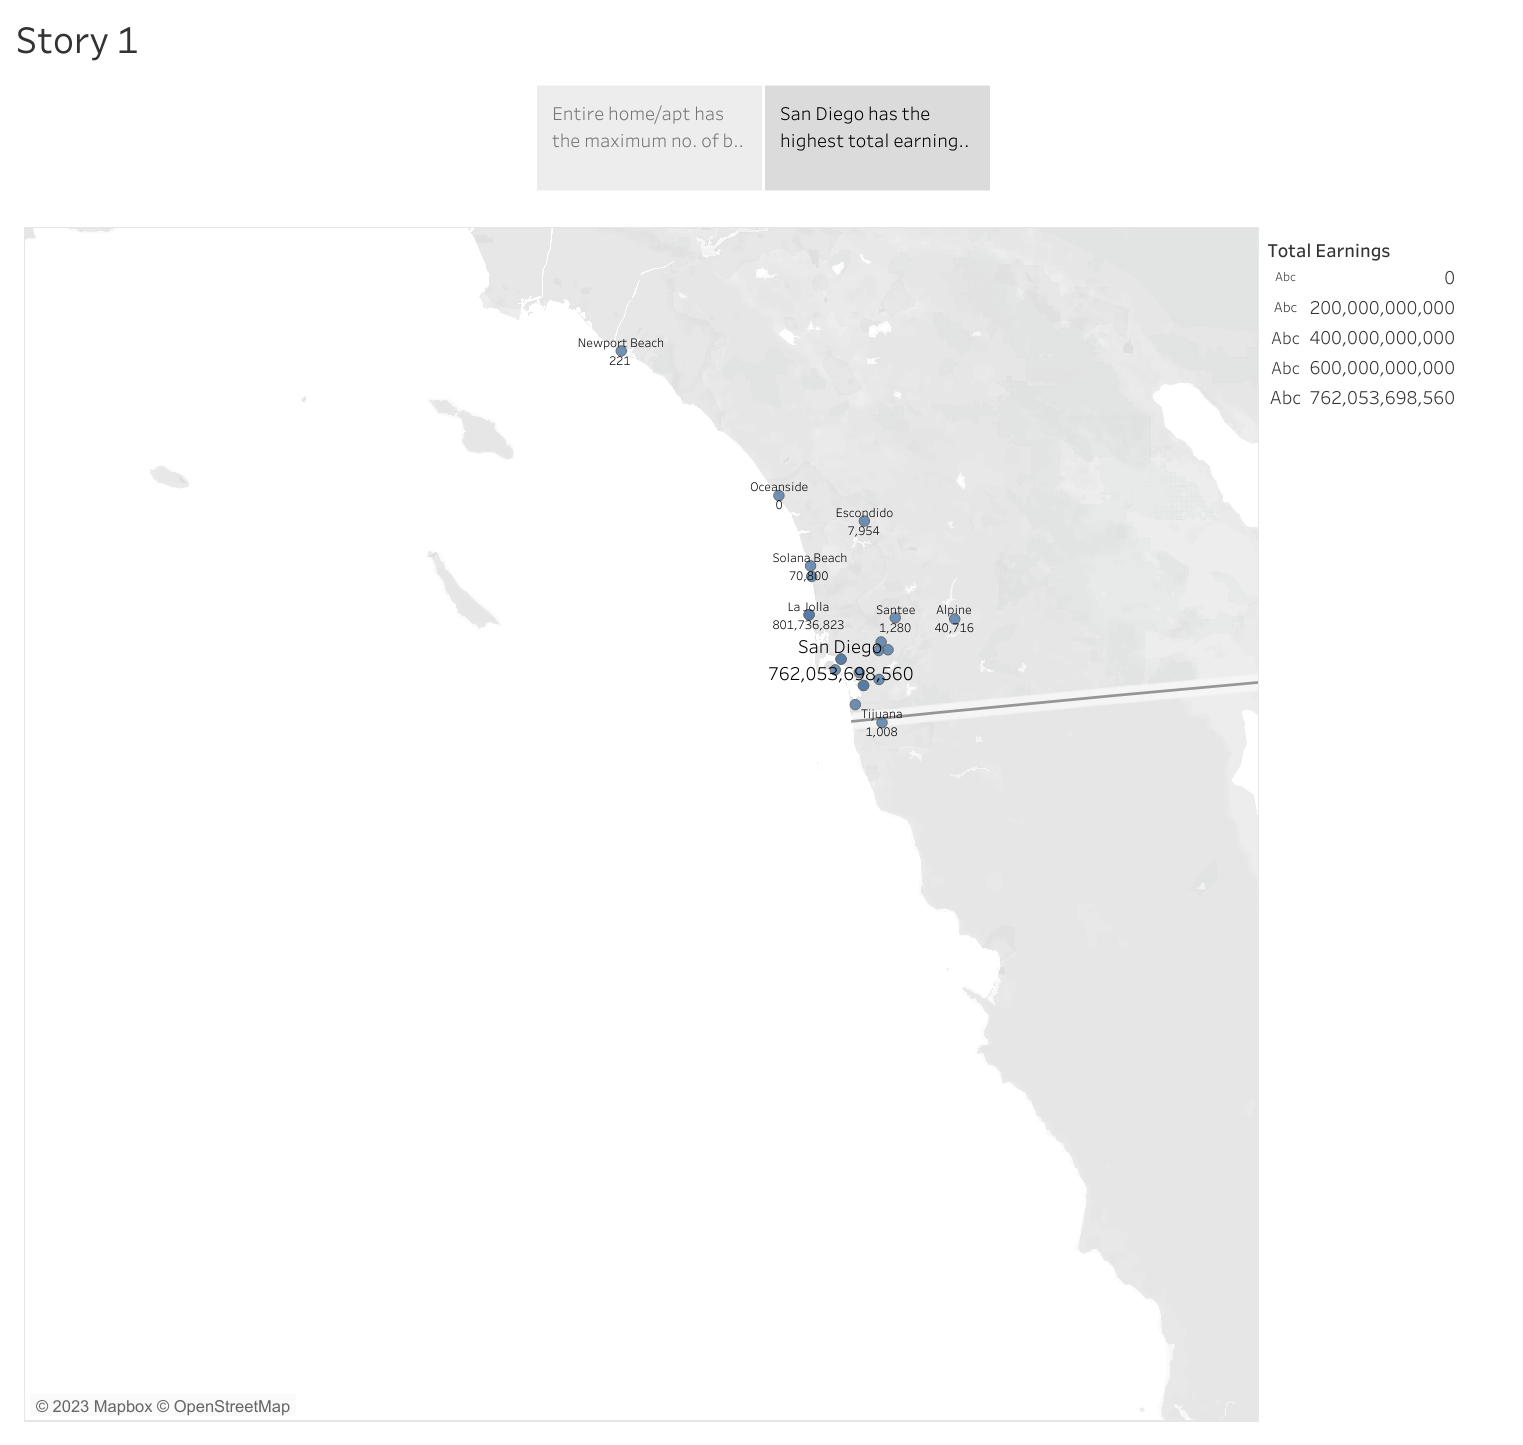 Story 1
Entire home/apt has
the maximum no. of b..
San Diego has the
highest total earning..
Total Earnings
Abc 0
Abc 200,000,000,000
Abc 400,000,000,000
Abc 600,000,000,000
Abc 762,053,698,560
Newport Beach
221
Oceanside
0
Escondido
7,954
Solana Beach
70,800
La Jolla
801,736,823
Santee
1,280
Alpine
40,716
San Diego
762,053,698,560
Tijuana
1,008
© 2023 Mapbox © OpenStreetMap